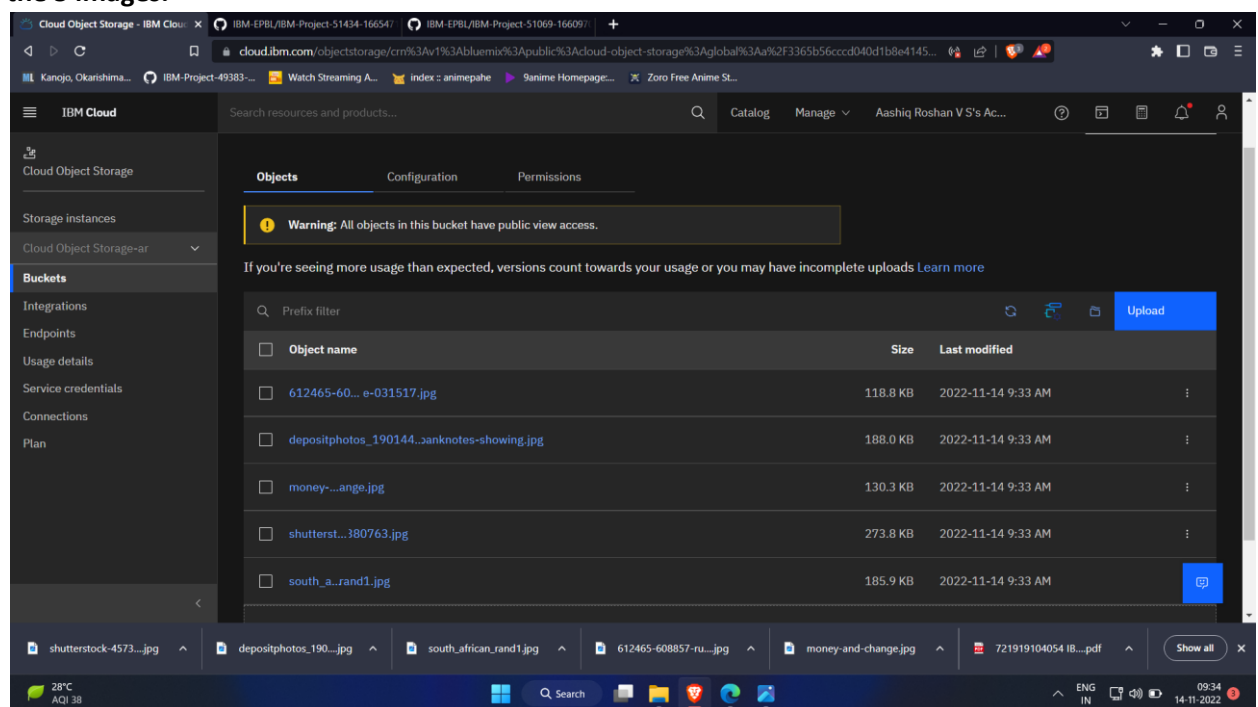 the 5 images.
Cloud Object Storage - IBM Clou
IBM-EPBL/IBM-Project-51434-166547
IBM-EPBL/IBM-Project-51069-166097
cloud.ibm.com/objectstorage/crn%3Av1%3Abluemix%3Apublic%3Acloud-object-storage%3Aglobal%3Aa%2F3365b56cccd040d1b8e4145...
Kanojo, Okarishima...
IBM-Project-49383-...
Watch Streaming A...
index :: animepahe
9anime Homepage:...
Zoro Free Anime St...
IBM Cloud
Search resources and products...
Catalog
Manage
Aashiq Roshan V S's Ac...
Cloud Object Storage
Storage instances
Cloud Object Storage-ar
Buckets
Integrations
Endpoints
Usage details
Service credentials
Connections
Plan
Objects
Configuration
Permissions
Warning: All objects in this bucket have public view access.
If you're seeing more usage than expected, versions count towards your usage or you may have incomplete uploads Learn more
Prefix filter
Upload
Object name Size Last modified
612465-60... e-031517.jpg 118.8 KB 2022-11-14 9:33 AM
depositphotos_190144...banknotes-showing.jpg 188.0 KB 2022-11-14 9:33 AM
money-...ange.jpg 130.3 KB 2022-11-14 9:33 AM
shutterst...380763.jpg 273.8 KB 2022-11-14 9:33 AM
south_a...rand1.jpg 185.9 KB 2022-11-14 9:33 AM
shutterstock-4573....jpg
depositphotos_190....jpg
south_african_rand1.jpg
612465-608857-ru....jpg
money-and-change.jpg
721919104054 IB....pdf
Show all
28°C
AQI 38
Search
ENG
IN
09:34
14-11-2022
3